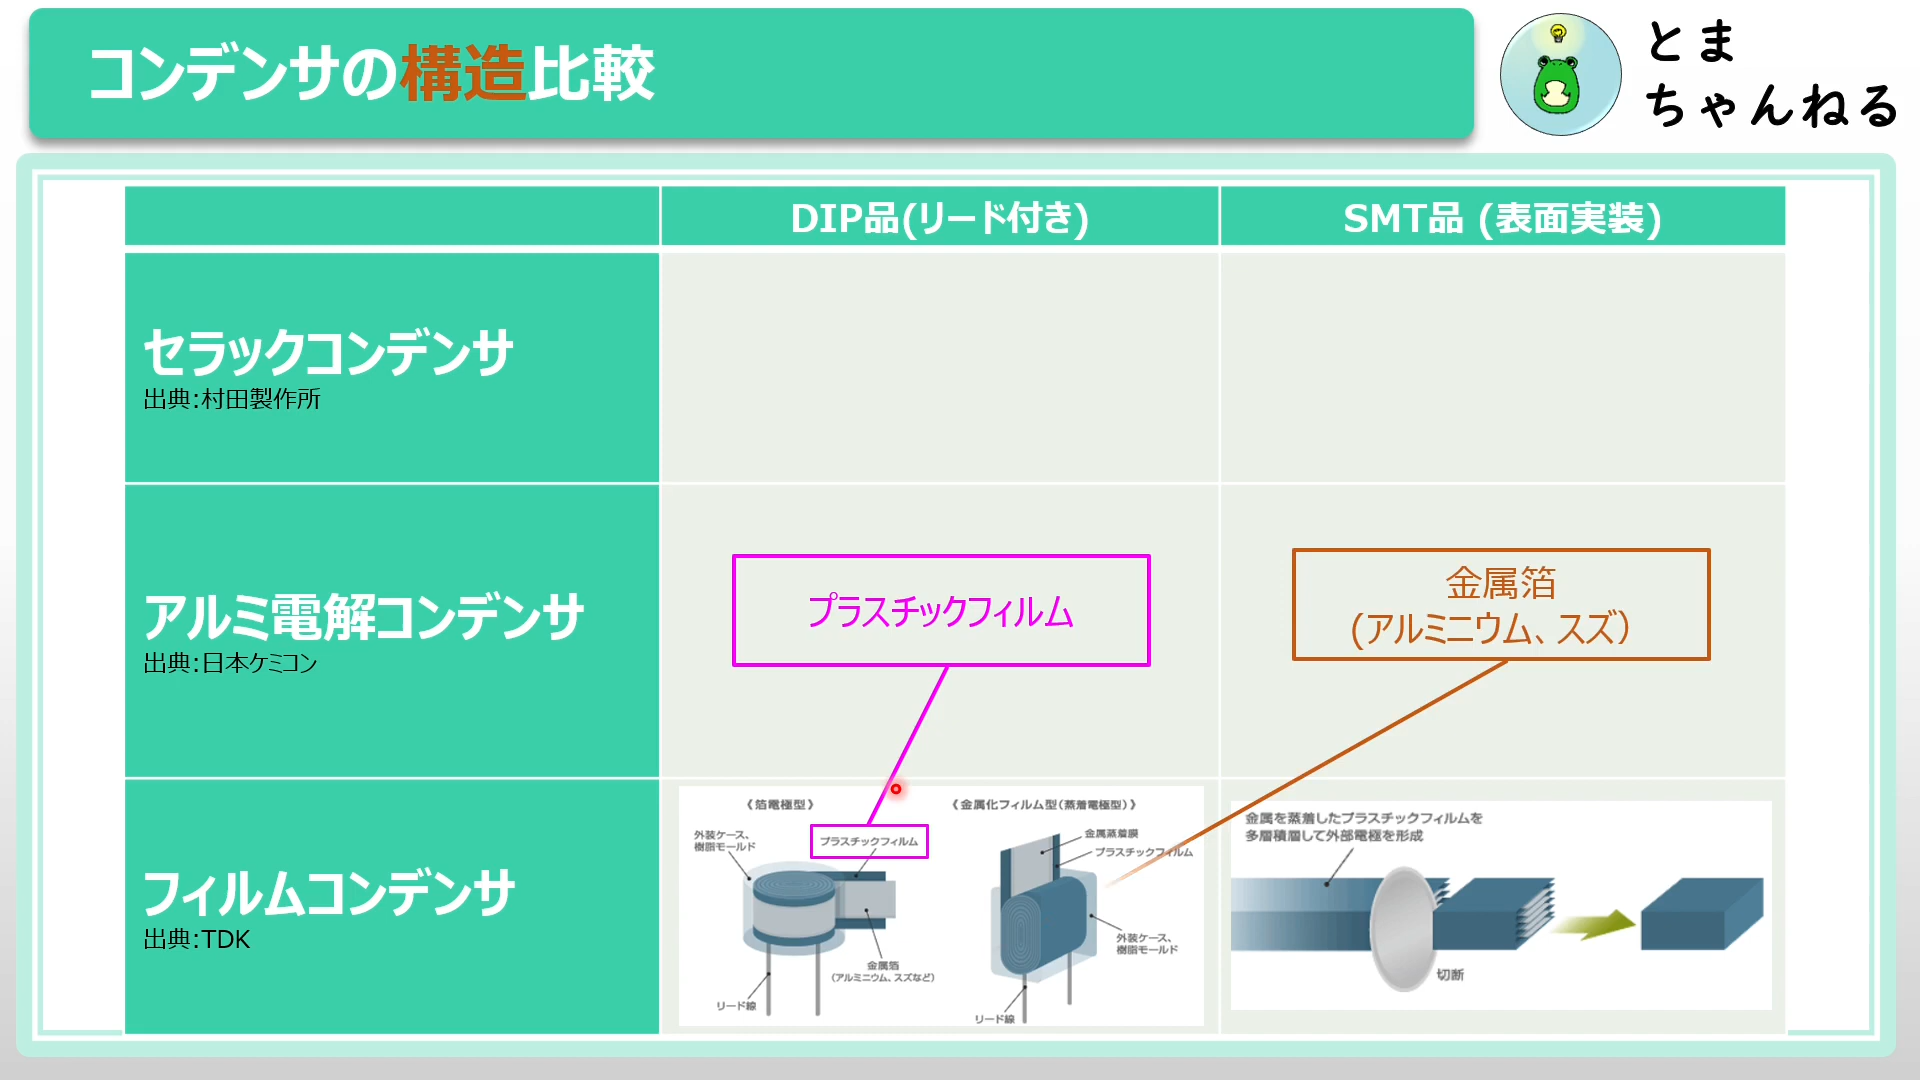 コンデンサの構造比較
とま
ちゃんねる
DIP品(リード付き)
SMT品 (表面実装)
セラックコンデンサ
出典:村田製作所
アルミ電解コンデンサ
出典:日本ケミコン
プラスチックフィルム
金属箔
(アルミニウム、スズ)
フィルムコンデンサ
出典:TDK
《箔電極型》
外装ケース、
樹脂モールド
プラスチックフィルム
金属箔
(アルミニウム、スズなど)
リード線
《金属化フィルム型(蒸着電極型)》
金属蒸着膜
プラスチックフィルム
外装ケース、
樹脂モールド
リード線
金属を蒸着したプラスチックフィルムを
多層積層して外部電極を形成
切断